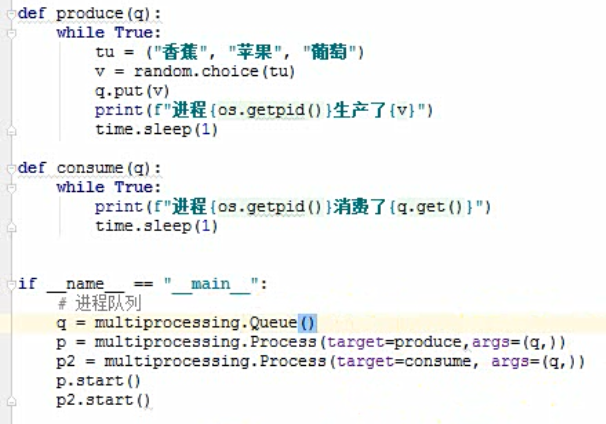 def produce(q):
    while True:
        tu = ("香蕉", "苹果", "葡萄")
        v = random.choice(tu)
        q.put(v)
        print(f"进程{os.getpid()}生产了{v}")
        time.sleep(1)
def consume(q):
    while True:
        print(f"进程{os.getpid()}消费了{q.get()}")
        time.sleep(1)
if __name__ == "__main__":
    # 进程队列
    q = multiprocessing.Queue()
    p = multiprocessing.Process(target=produce,args=(q,))
    p2 = multiprocessing.Process(target=consume, args=(q,))
    p.start()
    p2.start()